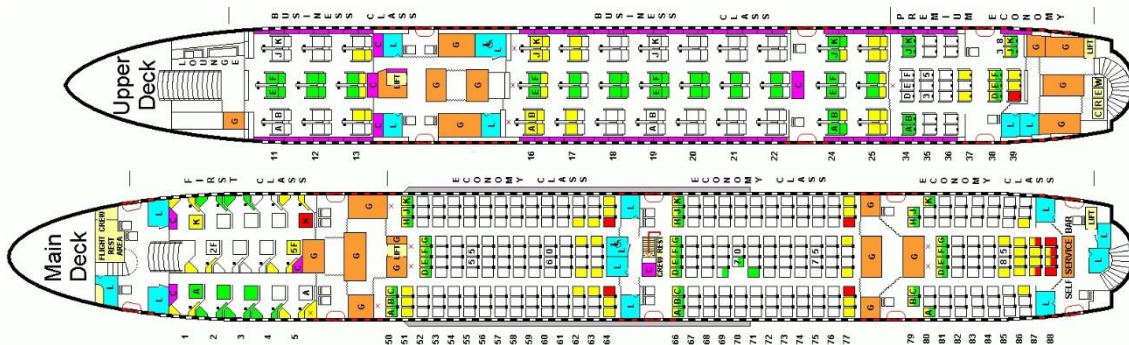 BUSINESS CLASS
BUSINESS CLASS
PREMIUM ECONOMY
Upper Deck
LOUNGE
LIFT
CREW
LIFT
11 12 13 16 17 18 19 20 21 22 24 25 34 35 36 37 38 39
FIRST CLASS
ECONOMY CLASS
ECONOMY CLASS
ECONOMY CLASS
Main Deck
FLIGHT CREW REST AREA
LIFT
CREW REST
SELF SERVICE BAR
LIFT
1 2 3 4 5 50 51 52 53 54 55 56 57 58 59 60 61 62 63 64 66 67 68 69 70 71 72 73 74 75 76 77 79 80 81 82 83 84 85 86 87 88